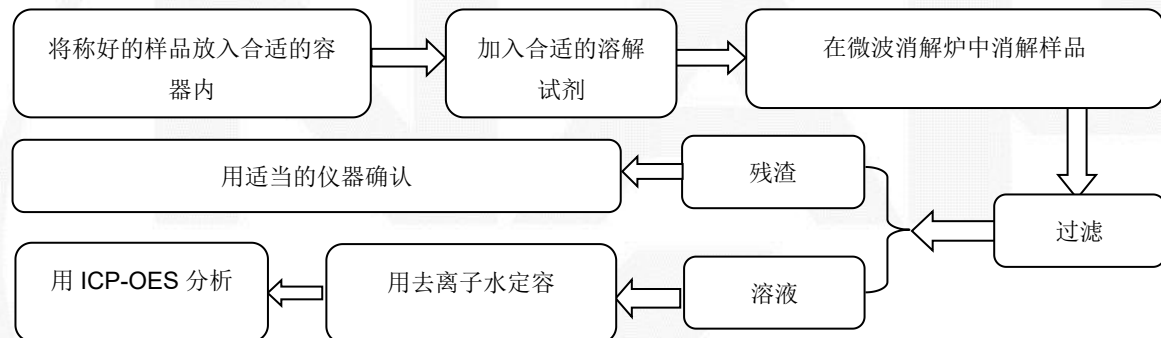 将称好的样品放入合适的容
器内
加入合适的溶解
试剂
在微波消解炉中消解样品
过滤
残渣
用适当的仪器确认
溶液
用去离子水定容
用 ICP-OES 分析